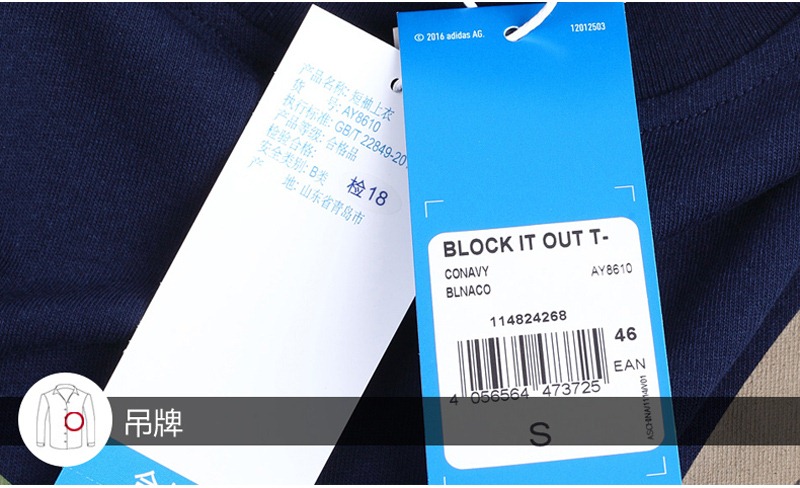 产品名称: 短袖上衣
货 号: AY8610
执行标准: GB/T 22849-20
产品等级: 合格品
检验合格:
检18
安全类别: B类
产 地: 山东省青岛市
© 2016 adidas AG.
12012503
BLOCK IT OUT T-
CONAVY AY8610
BLNACO
114824268
46
EAN
4 056564 473725
S
吊牌